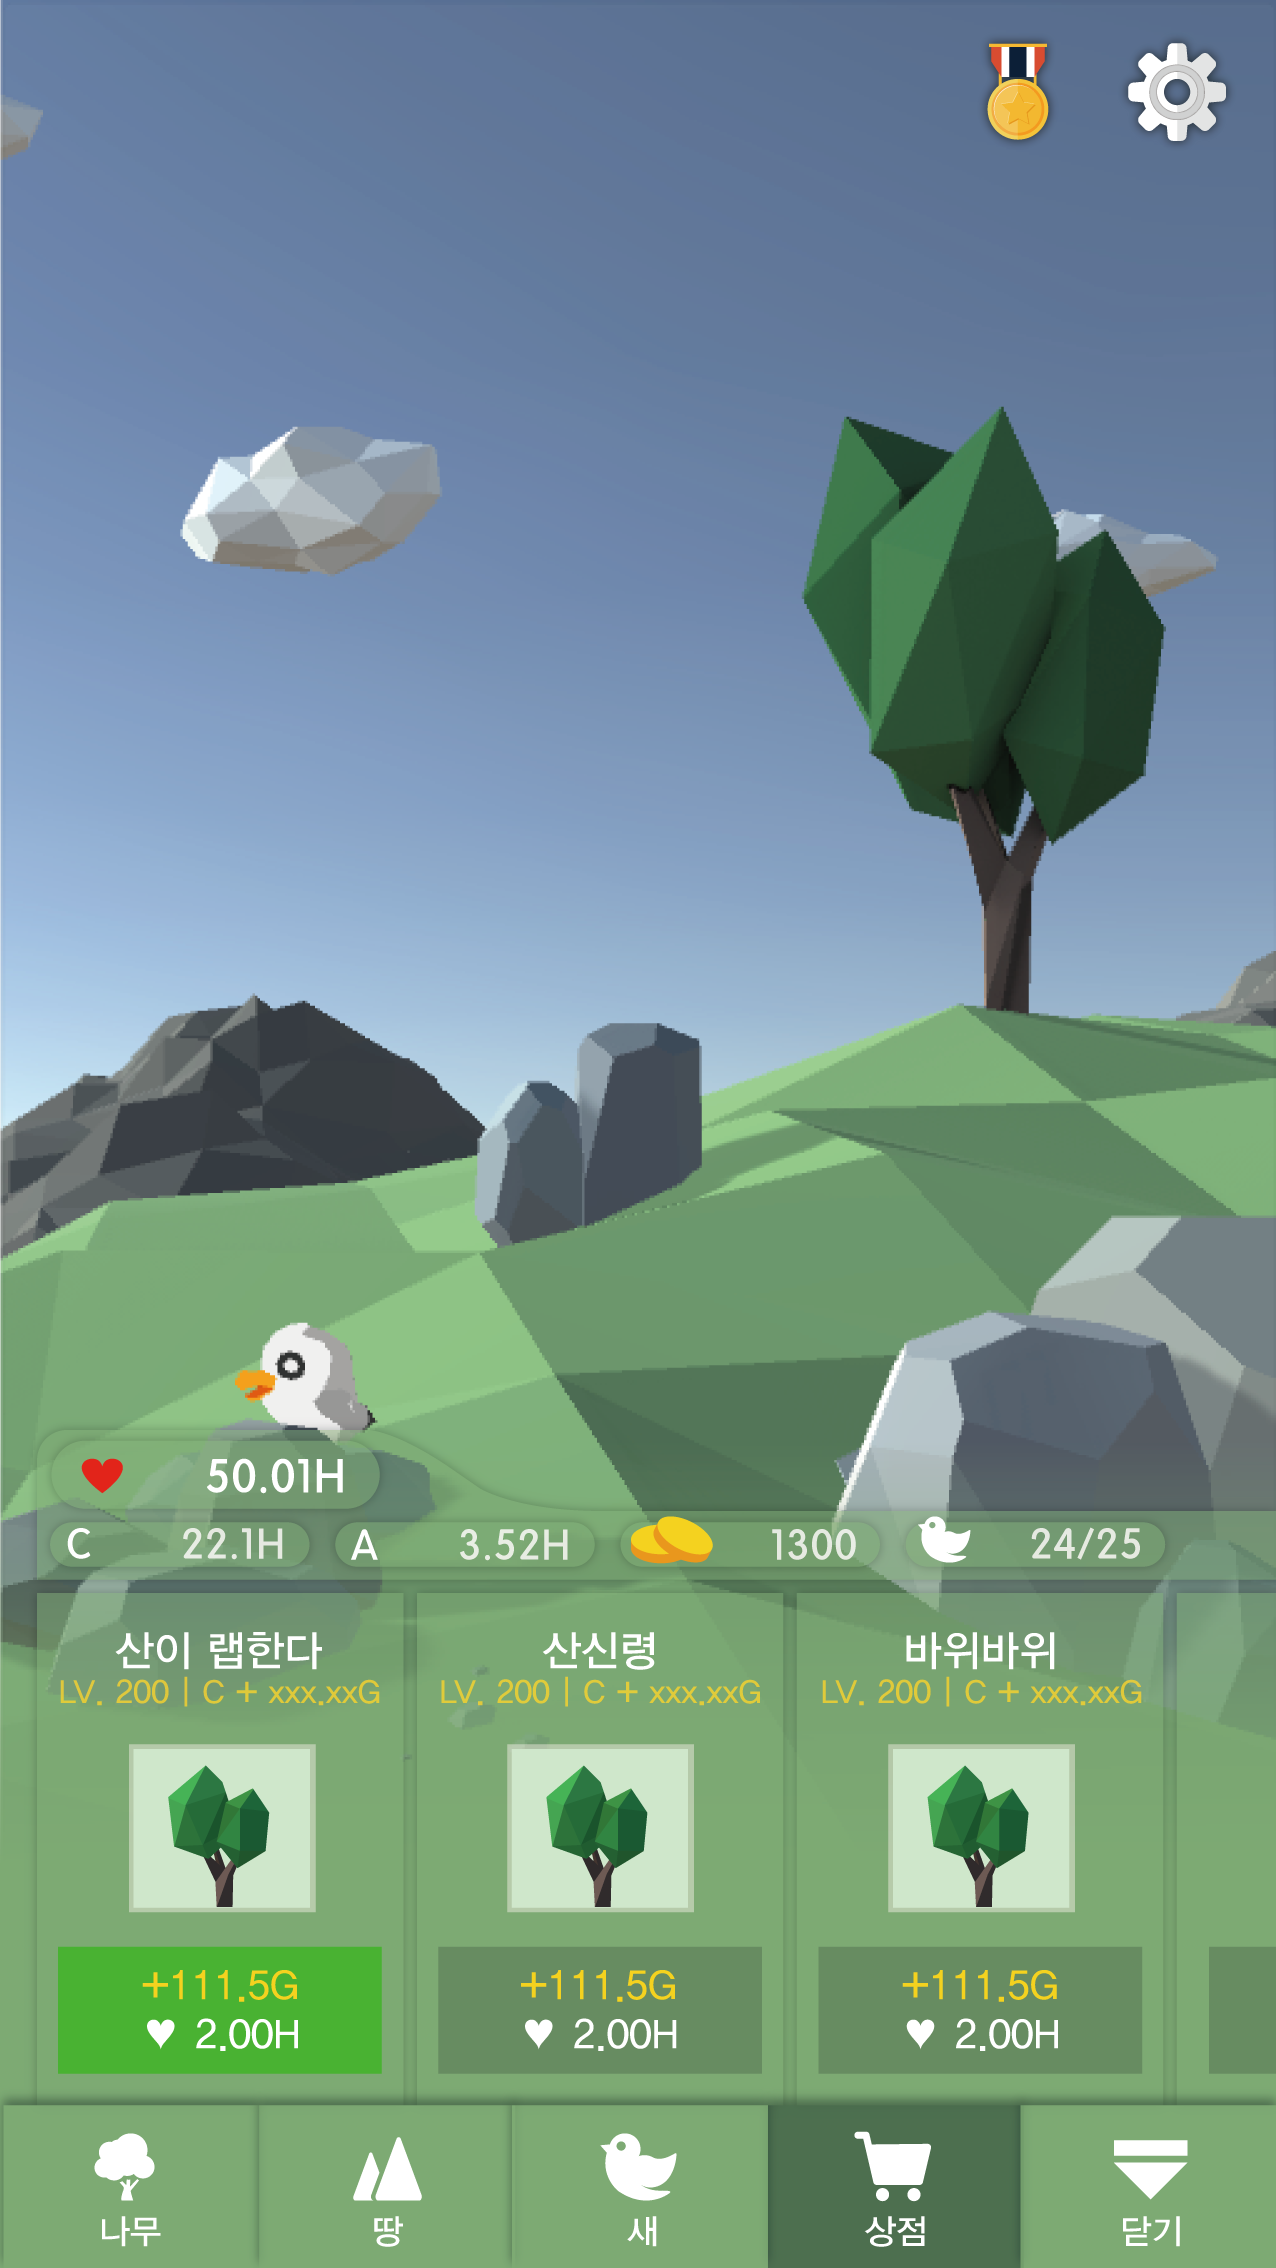 50.01H
C 22.1H A 3.52H 1300 24/25
산이 랩한다 산신령 바위바위
LV. 200 | C + xxx.xxG LV. 200 | C + xxx.xxG LV. 200 | C + xxx.xxG
+111.5G +111.5G +111.5G
♥ 2.00H ♥ 2.00H ♥ 2.00H
나무 땅 새 상점 닫기